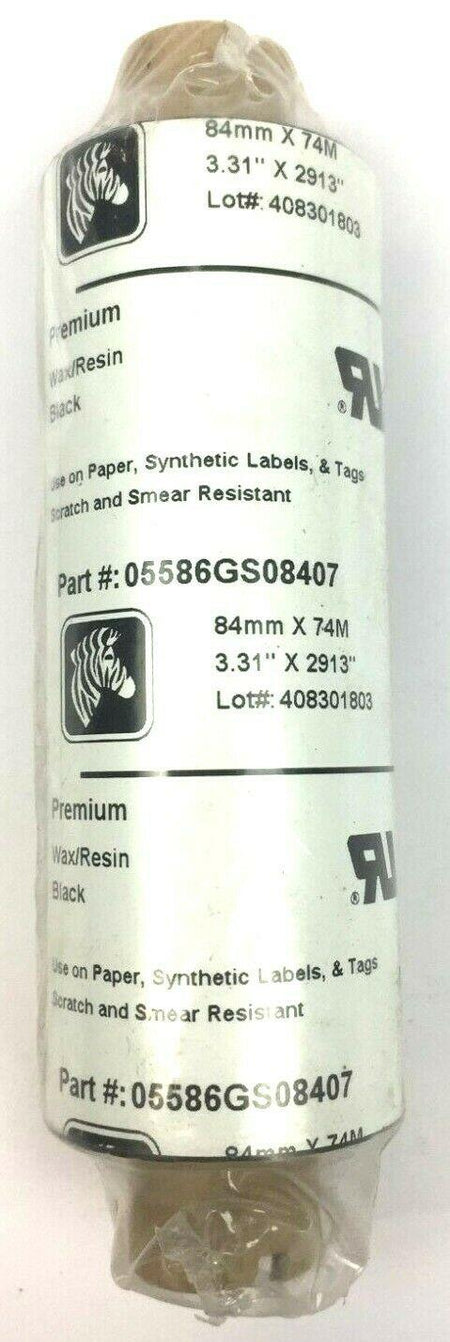 84mm X 74M
3.31" X 2913"
Lot#: 408301803
Premium
Wax/Resin
Black
Use on Paper, Synthetic Labels, & Tags
Scratch and Smear Resistant
Part #: 05586GS08407
84mm X 74M
3.31" X 2913"
Lot#: 408301803
Premium
Wax/Resin
Black
Use on Paper, Synthetic Labels, & Tags
Scratch and Smear Resistant
Part #: 05586GS08407
84mm X 74M